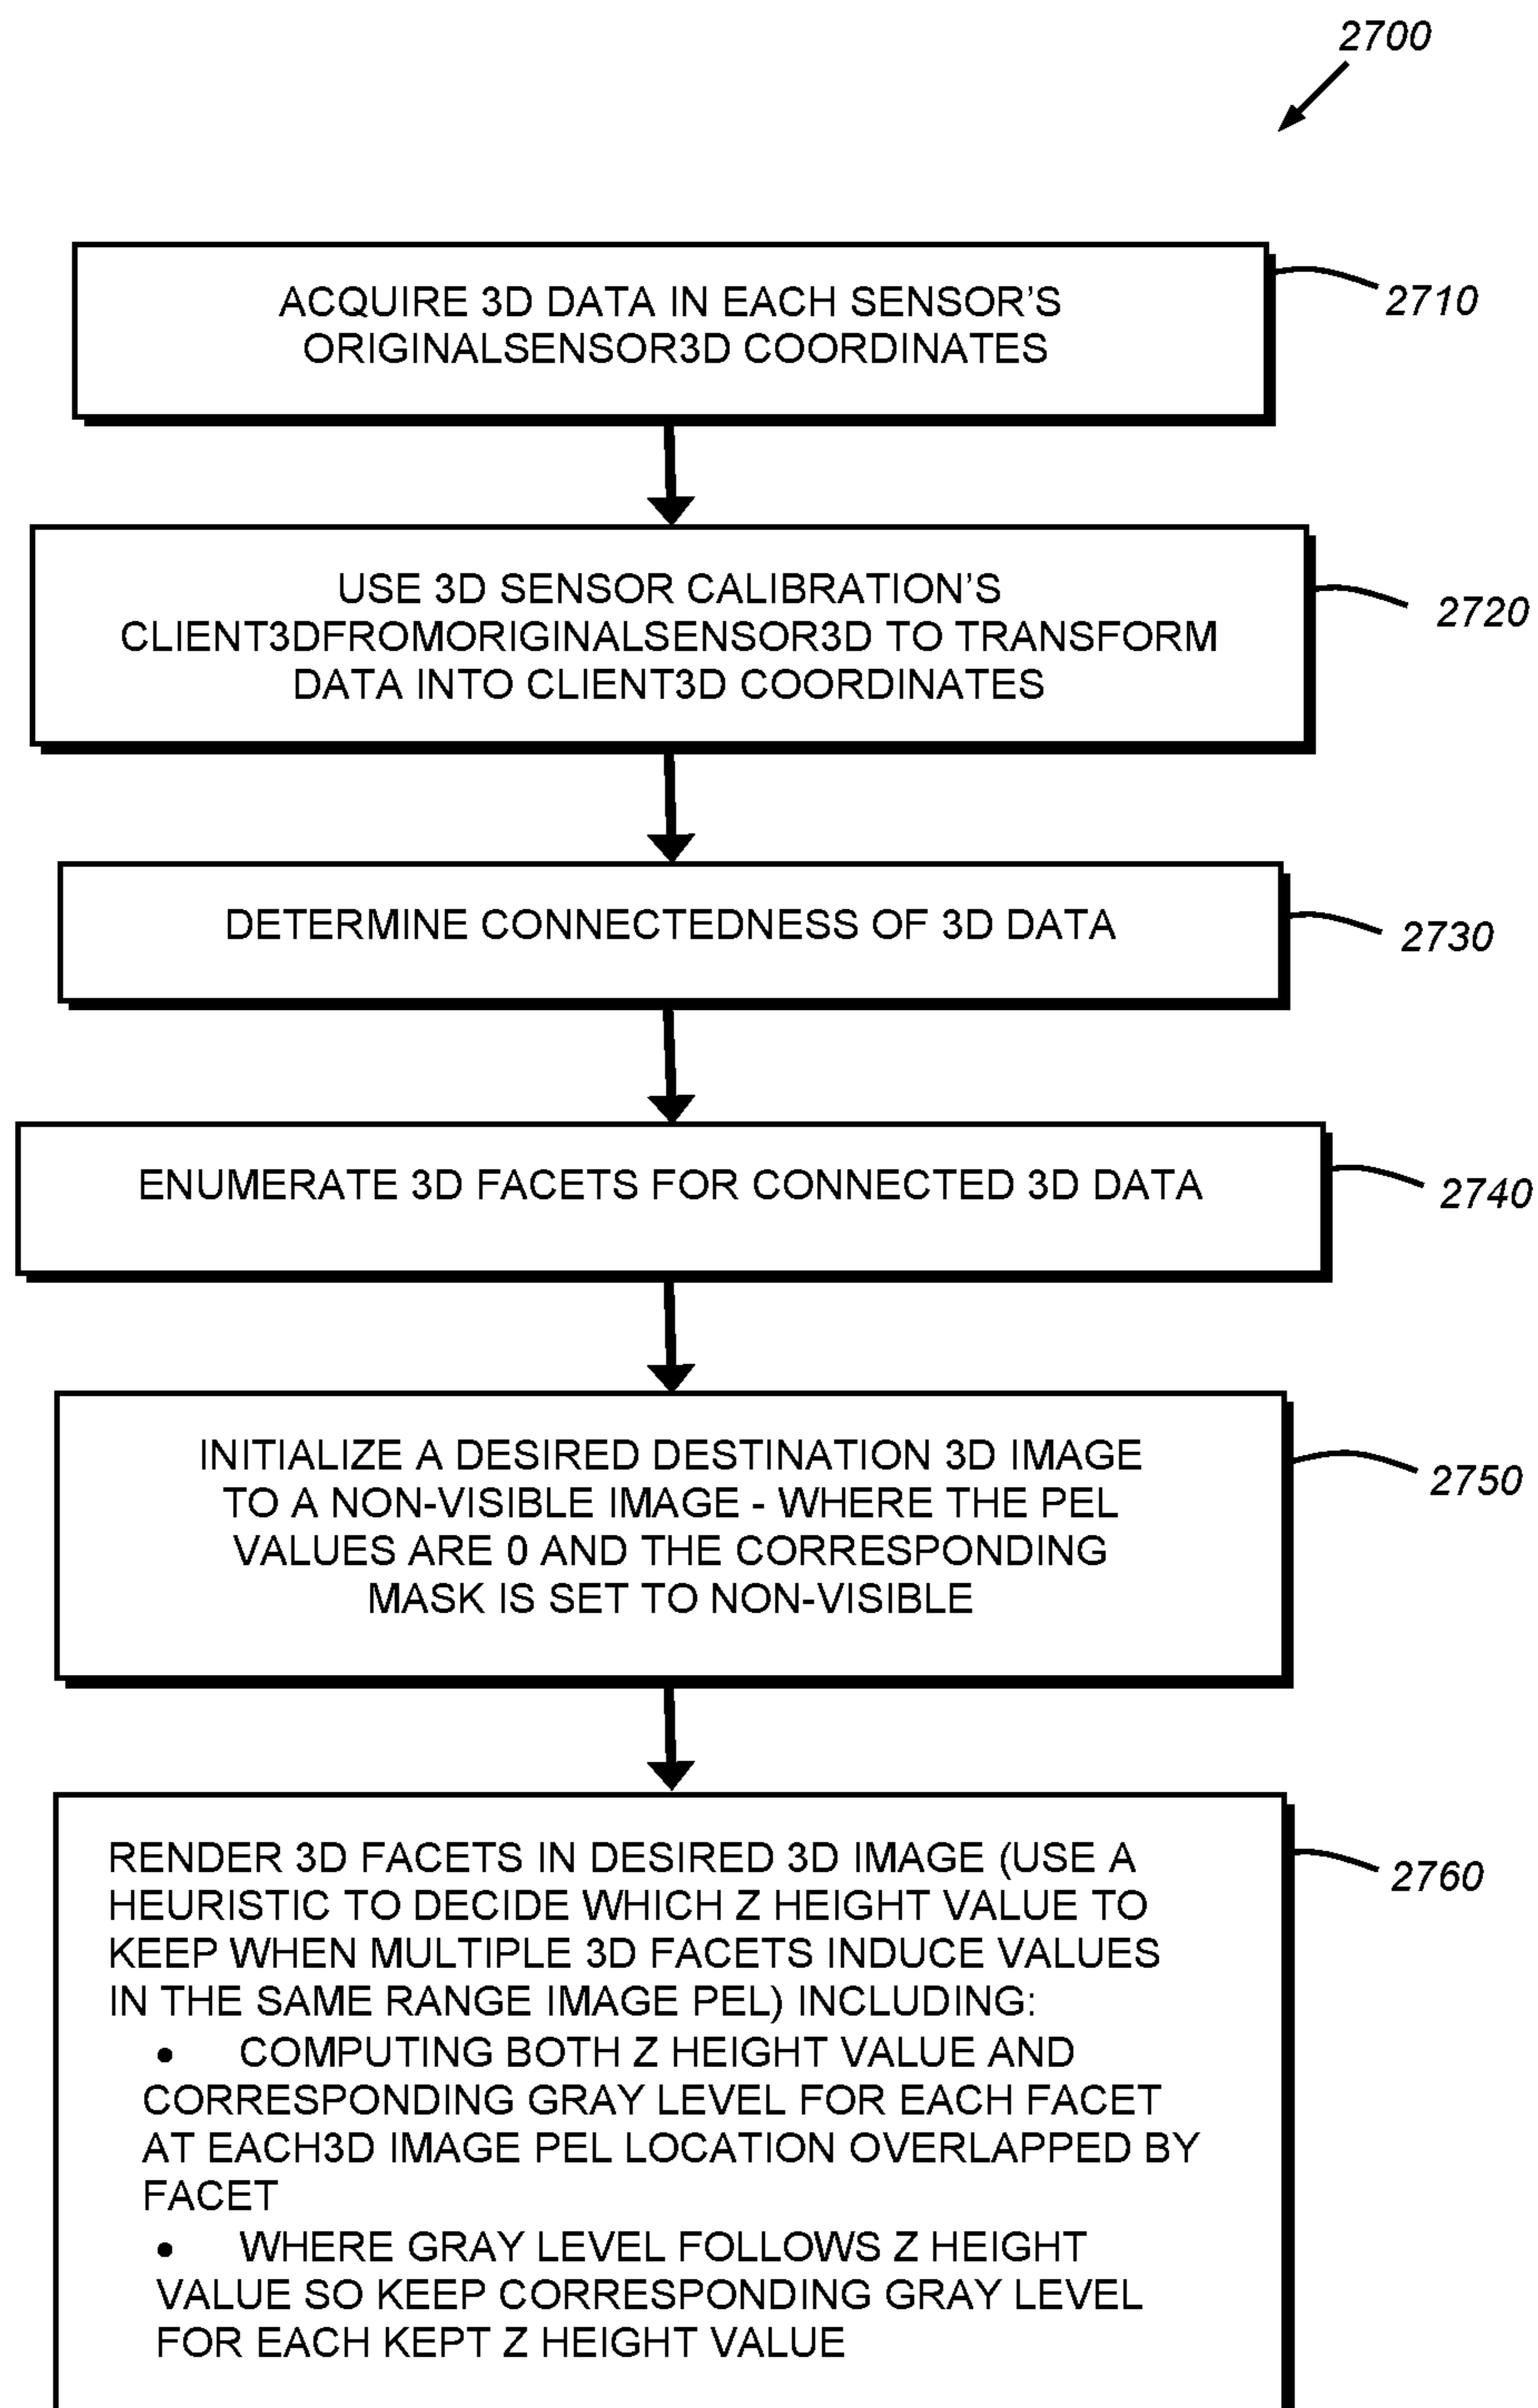 2700
ACQUIRE 3D DATA IN EACH SENSOR'S
ORIGINALSENSOR3D COORDINATES
2710
USE 3D SENSOR CALIBRATION'S
CLIENT3DFROMORIGINALSENSOR3D TO TRANSFORM
DATA INTO CLIENT3D COORDINATES
2720
DETERMINE CONNECTEDNESS OF 3D DATA
2730
ENUMERATE 3D FACETS FOR CONNECTED 3D DATA
2740
INITIALIZE A DESIRED DESTINATION 3D IMAGE
TO A NON-VISIBLE IMAGE - WHERE THE PEL
VALUES ARE 0 AND THE CORRESPONDING
MASK IS SET TO NON-VISIBLE
2750
RENDER 3D FACETS IN DESIRED 3D IMAGE (USE A
HEURISTIC TO DECIDE WHICH Z HEIGHT VALUE TO
KEEP WHEN MULTIPLE 3D FACETS INDUCE VALUES
IN THE SAME RANGE IMAGE PEL) INCLUDING:
• COMPUTING BOTH Z HEIGHT VALUE AND
CORRESPONDING GRAY LEVEL FOR EACH FACET
AT EACH3D IMAGE PEL LOCATION OVERLAPPED BY
FACET
• WHERE GRAY LEVEL FOLLOWS Z HEIGHT
VALUE SO KEEP CORRESPONDING GRAY LEVEL
FOR EACH KEPT Z HEIGHT VALUE
2760